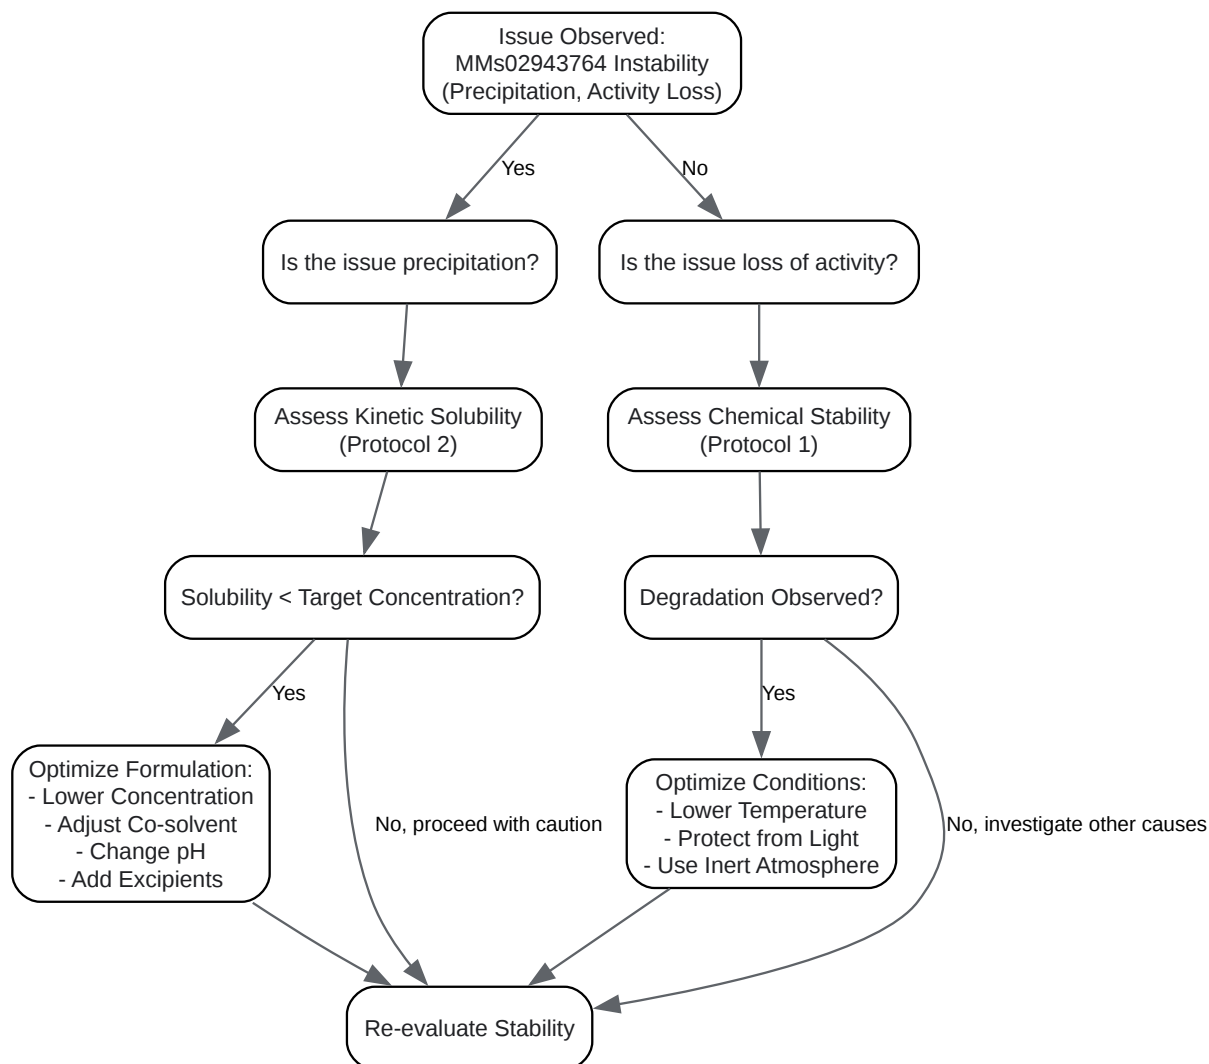 Issue Observed:
MMs02943764 Instability
(Precipitation, Activity Loss)
Yes
No
Is the issue precipitation?
Is the issue loss of activity?
Assess Kinetic Solubility
(Protocol 2)
Assess Chemical Stability
(Protocol 1)
Solubility < Target Concentration?
Degradation Observed?
Yes
Yes
Optimize Formulation:
- Lower Concentration
- Adjust Co-solvent
- Change pH
- Add Excipients
No, proceed with caution
Optimize Conditions:
- Lower Temperature
- Protect from Light
- Use Inert Atmosphere
No, investigate other causes
Re-evaluate Stability